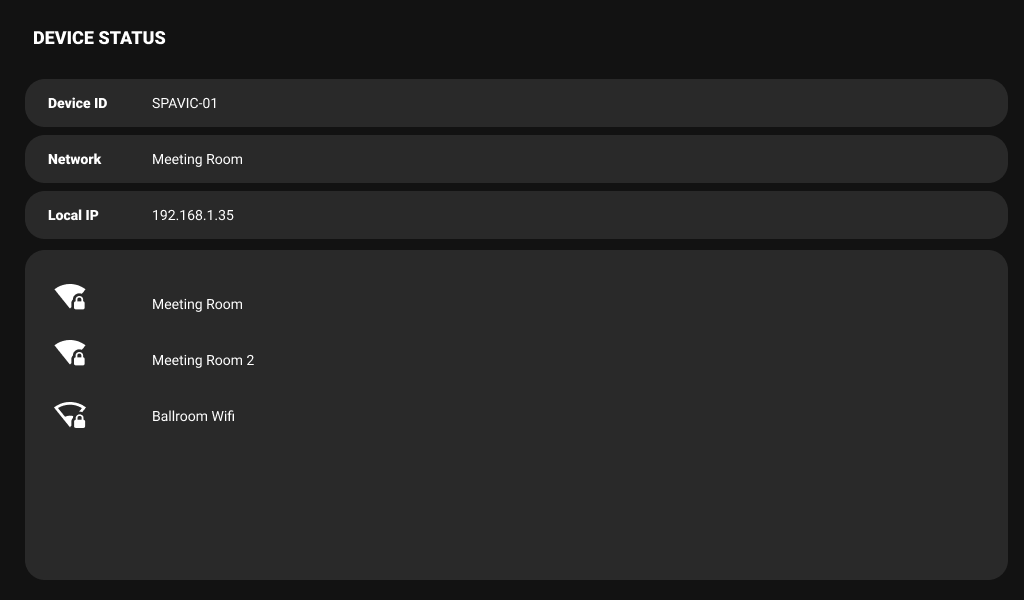 DEVICE STATUS
Device ID SPAVIC-01
Network Meeting Room
Local IP 192.168.1.35
Meeting Room
Meeting Room 2
Ballroom Wifi